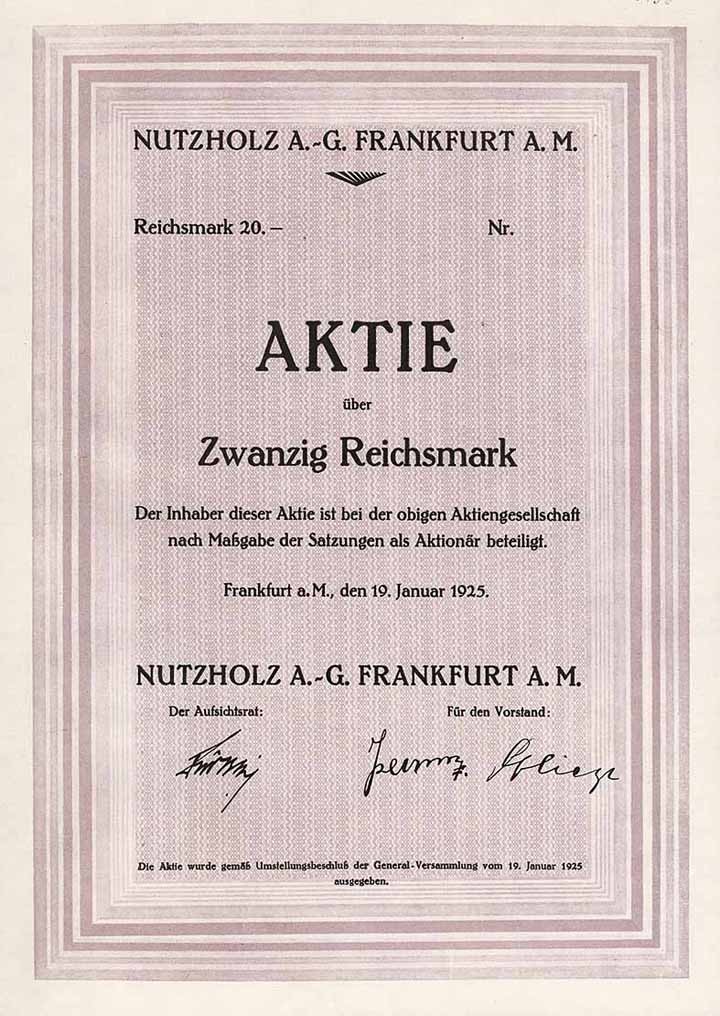 NUTZHOLZ A.-G. FRANKFURT A. M.
Reichsmark 20.— Nr.
AKTIE
über
Zwanzig Reichsmark
Der Inhaber dieser Aktie ist bei der obigen Aktiengesellschaft
nach Maßgabe der Satzungen als Aktionär beteiligt.
Frankfurt a. M., den 19. Januar 1925.
NUTZHOLZ A.-G. FRANKFURT A. M.
Der Aufsichtsrat: Für den Vorstand:
Die Aktie wurde gemäß Umstellungsbeschluß der General-Versammlung vom 19. Januar 1925
ausgegeben.